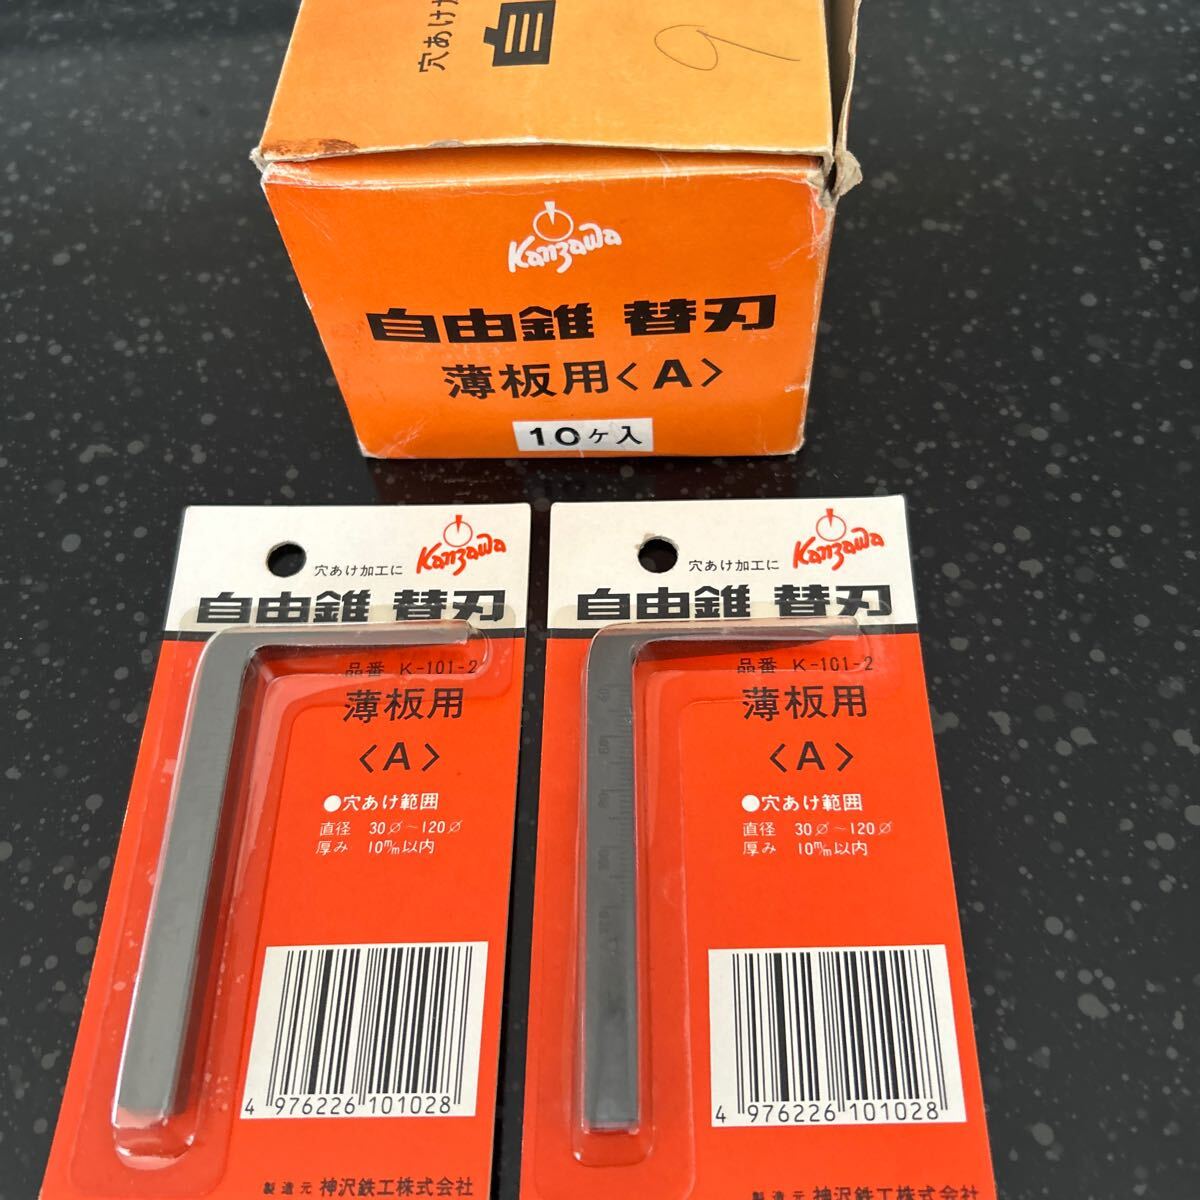 穴あけか
自
9
Kanzawa
自由錐 替刃
薄板用〈A〉
10ヶ入
穴あけ加工に
Kanzawa
自由錐 替刃
品番 K-101-2
薄板用
〈A〉
●穴あけ範囲
直径 30∅～120∅
厚み 10m/m以内
4 976226 101028
製造元 神沢鉄工株式会社
穴あけ加工に
Kanzawa
自由錐 替刃
品番 K-101-2
薄板用
〈A〉
●穴あけ範囲
直径 30∅～120∅
厚み 10m/m以内
4 976226 101028
製造元 神沢鉄工株式会社